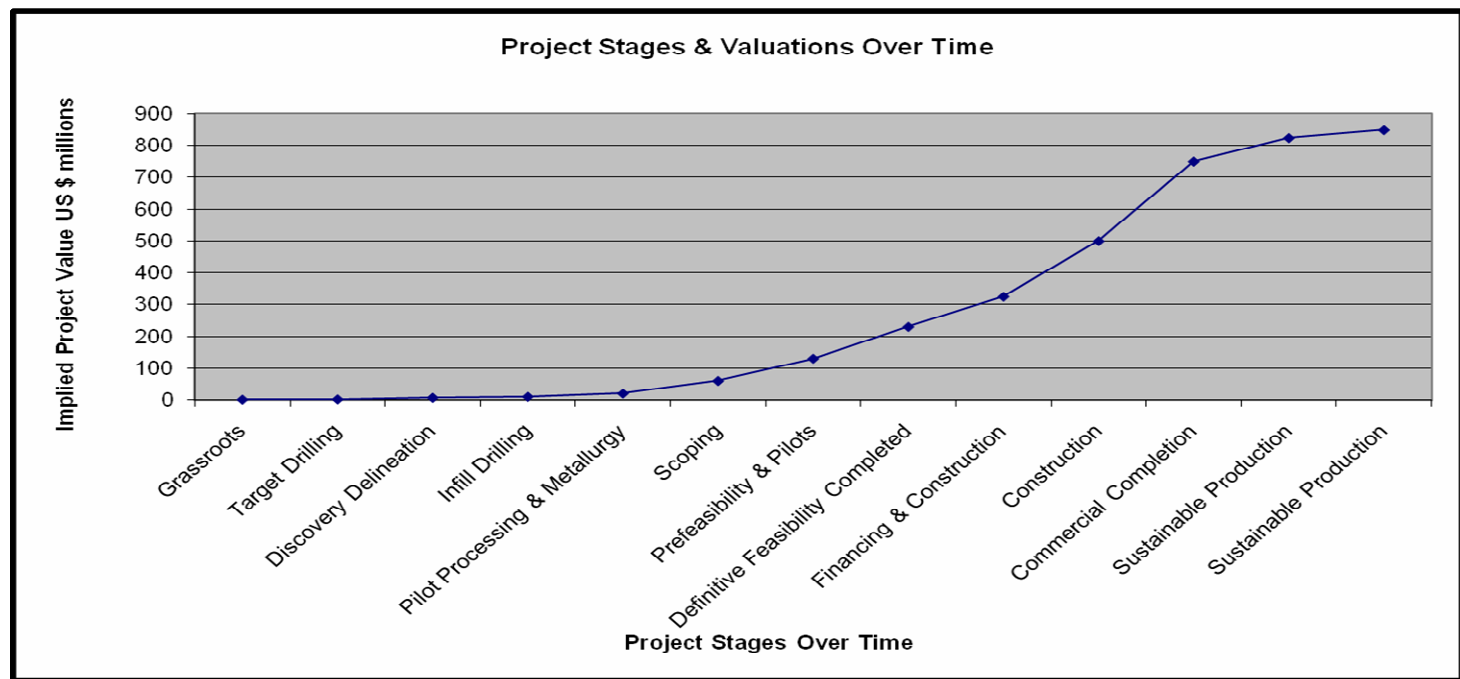 Project Stages & Valuations Over Time
Implied Project Value US $ millions
900
800
700
600
500
400
300
200
100
0
Grassroots
Target Drilling
Discovery Delineation
Infill Drilling
Pilot Processing & Metallurgy
Scoping
Prefeasibility & Pilots
Definitive Feasibility Completed
Financing & Construction
Construction
Commercial Completion
Sustainable Production
Sustainable Production
Project Stages Over Time